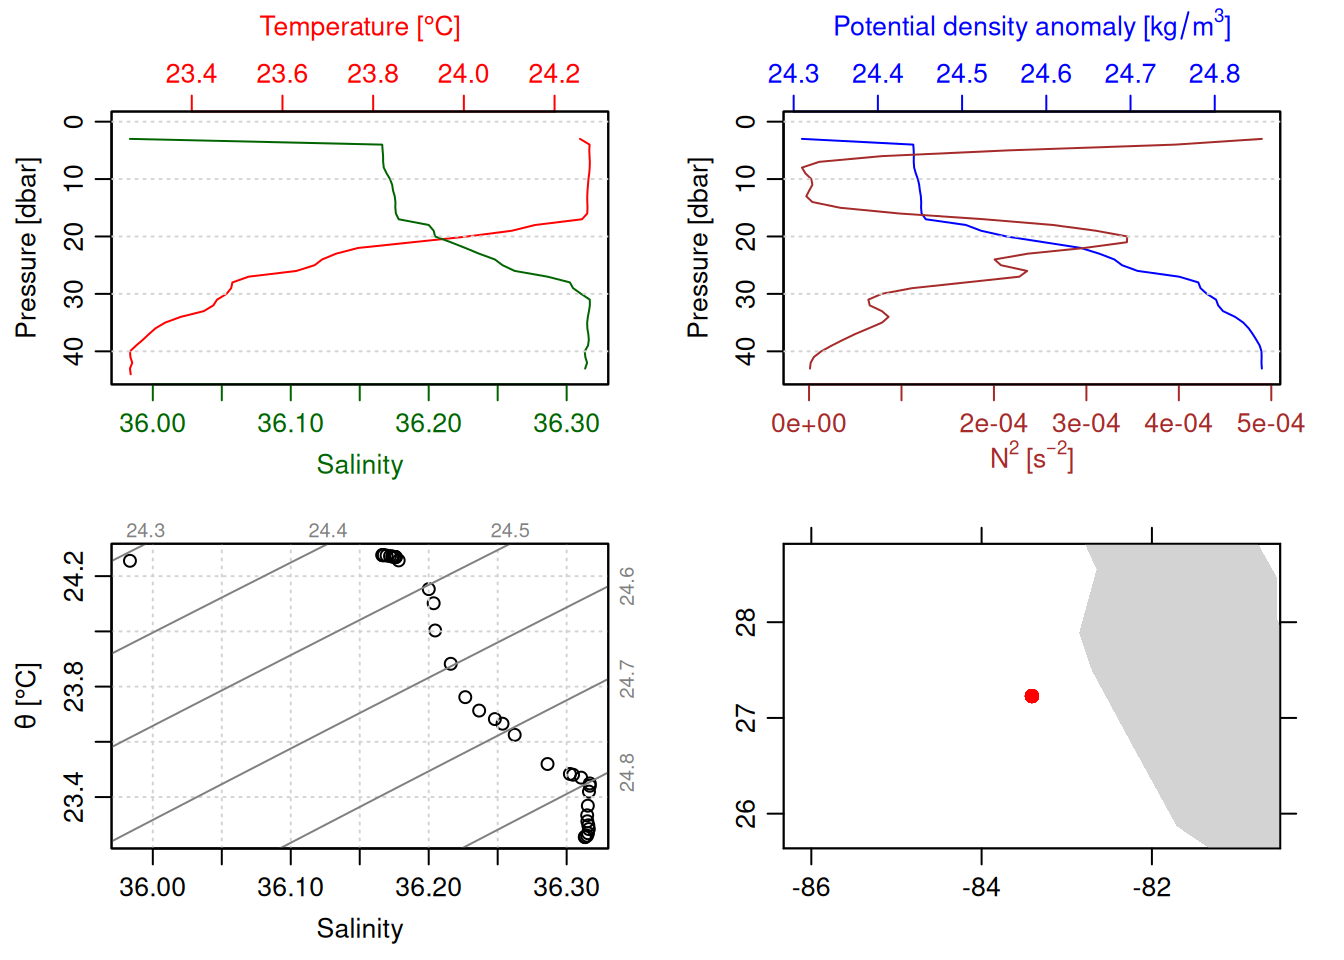 Temperature [°C]
23.4 23.6 23.8 24.0 24.2
Pressure [dbar]
0 10 20 30 40
36.00 36.10 36.20 36.30
Salinity
Potential density anomaly [kg/m³]
24.3 24.4 24.5 24.6 24.7 24.8
Pressure [dbar]
0 10 20 30 40
0e+00 2e-04 3e-04 4e-04 5e-04
N² [s⁻²]
24.3 24.4 24.5
24.6
24.7
24.8
θ [°C]
24.2
23.8
23.4
36.00 36.10 36.20 36.30
Salinity
28
27
26
-86 -84 -82